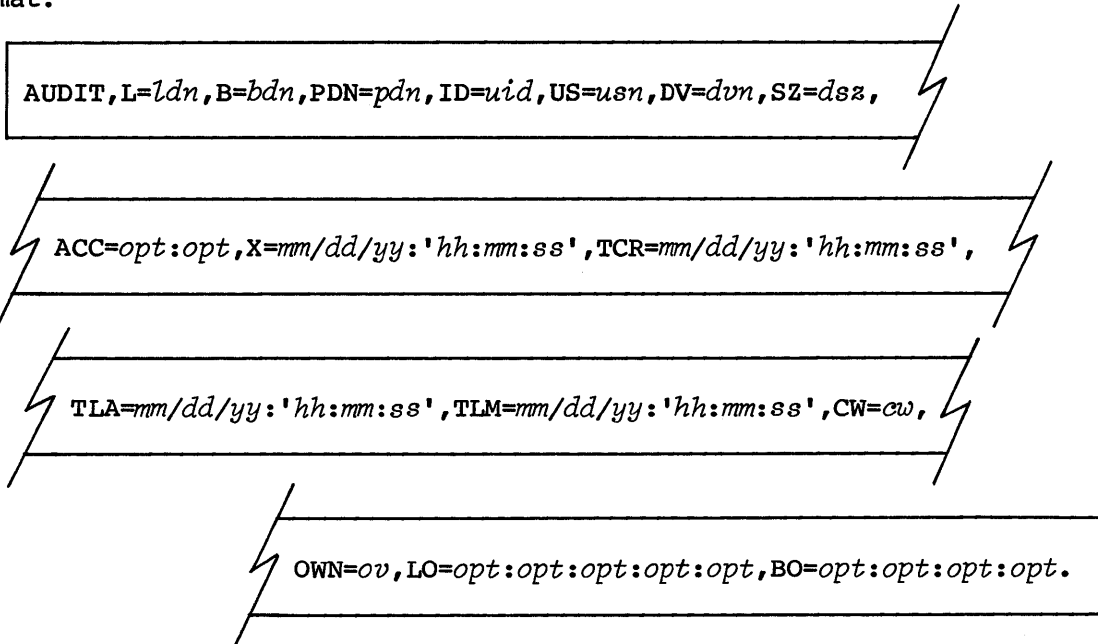 mat:
AUDIT,L=ldn,B=bdn,PDN=pdn,ID=uid,US=usn,DV=dvn,SZ=dsz,
ACC=opt:opt,X=mm/dd/yy:'hh:mm:ss',TCR=mm/dd/yy:'hh:mm:ss',
TLA=mm/dd/yy:'hh:mm:ss',TLM=mm/dd/yy:'hh:mm:ss',CW=cw,
OWN=ov,LO=opt:opt:opt:opt:opt,BO=opt:opt:opt:opt.